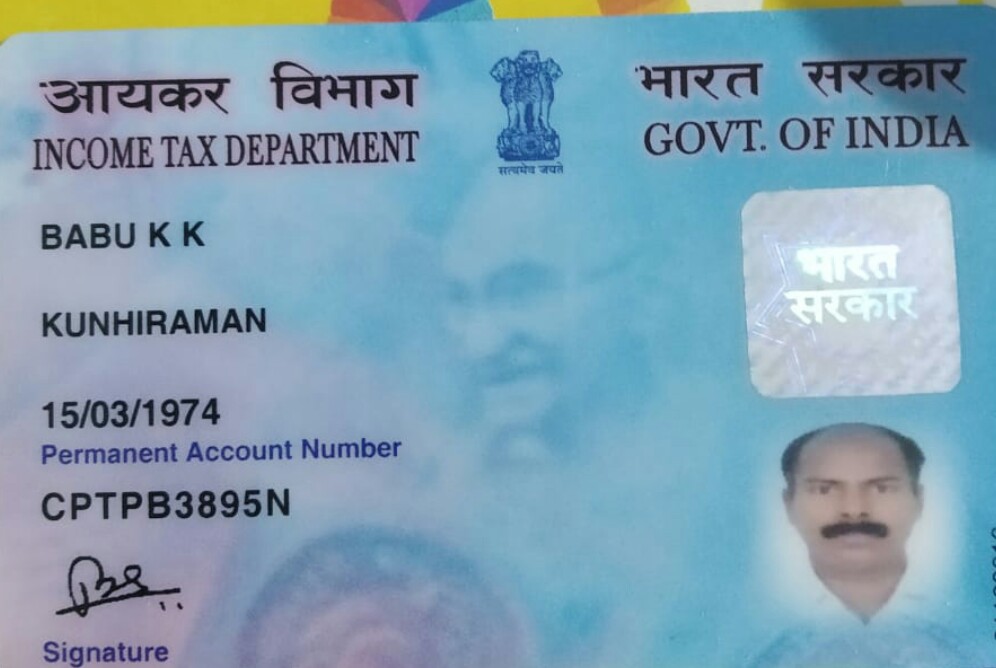 आयकर विभाग
INCOME TAX DEPARTMENT
भारत सरकार
GOVT. OF INDIA
सत्यमेव जयते
BABU K K
KUNHIRAMAN
15/03/1974
Permanent Account Number
CPTPB3895N
Signature
भारत
सरकार